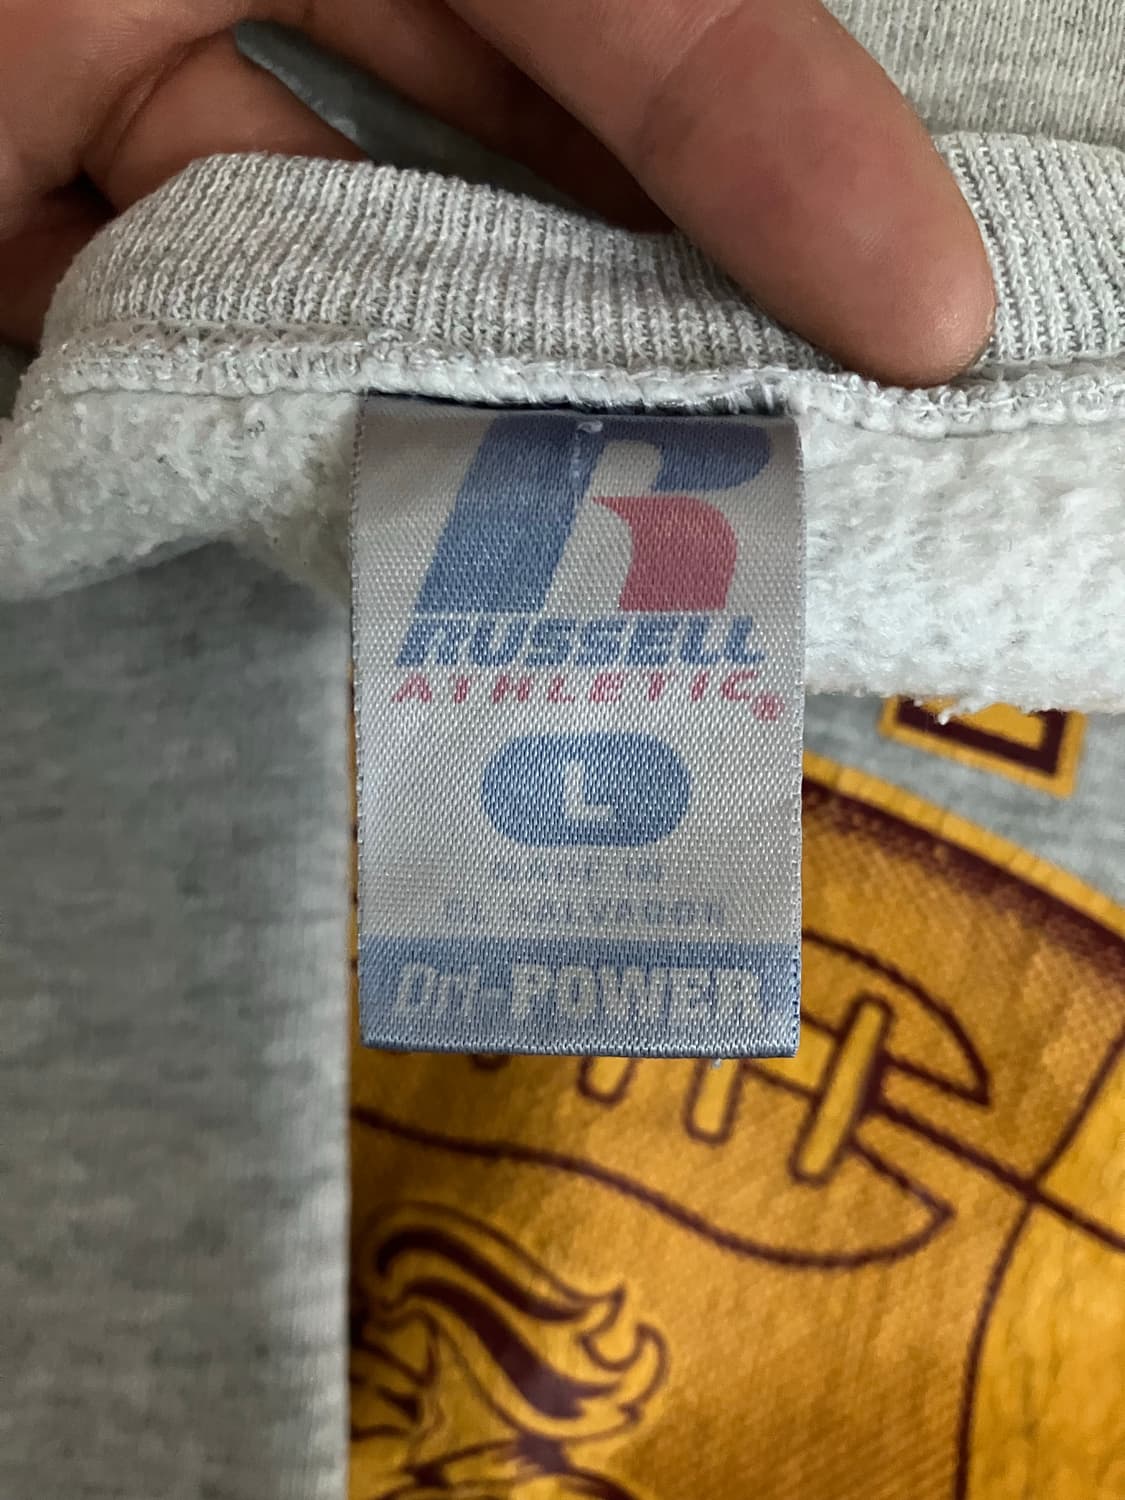 R
RUSSELL
ATHLETIC®
L
MADE IN
EL SALVADOR
Dri-POWER